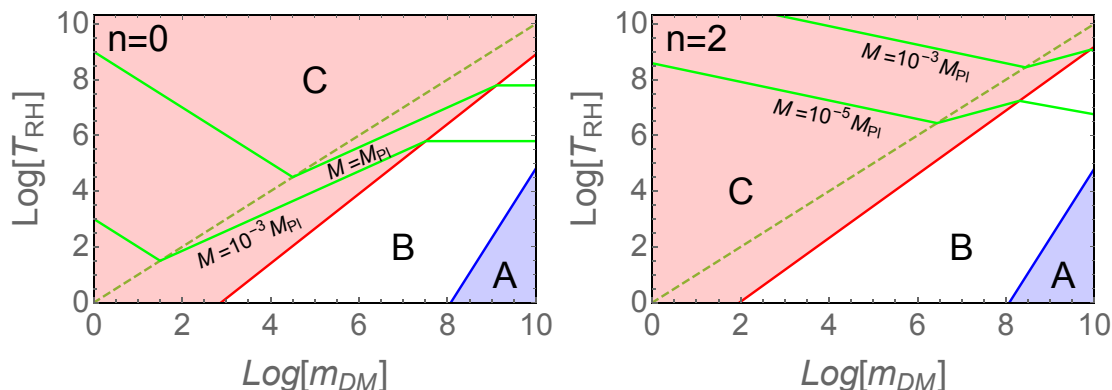 n=0
C
M=M_Pl
M=10^{-3} M_Pl
B
A
Log[T_RH]
10
8
6
4
2
0
0 2 4 6 8 10
Log[m_DM]
n=2
M=10^{-3} M_Pl
M=10^{-5} M_Pl
C
B
A
Log[T_RH]
10
8
6
4
2
0
0 2 4 6 8 10
Log[m_DM]